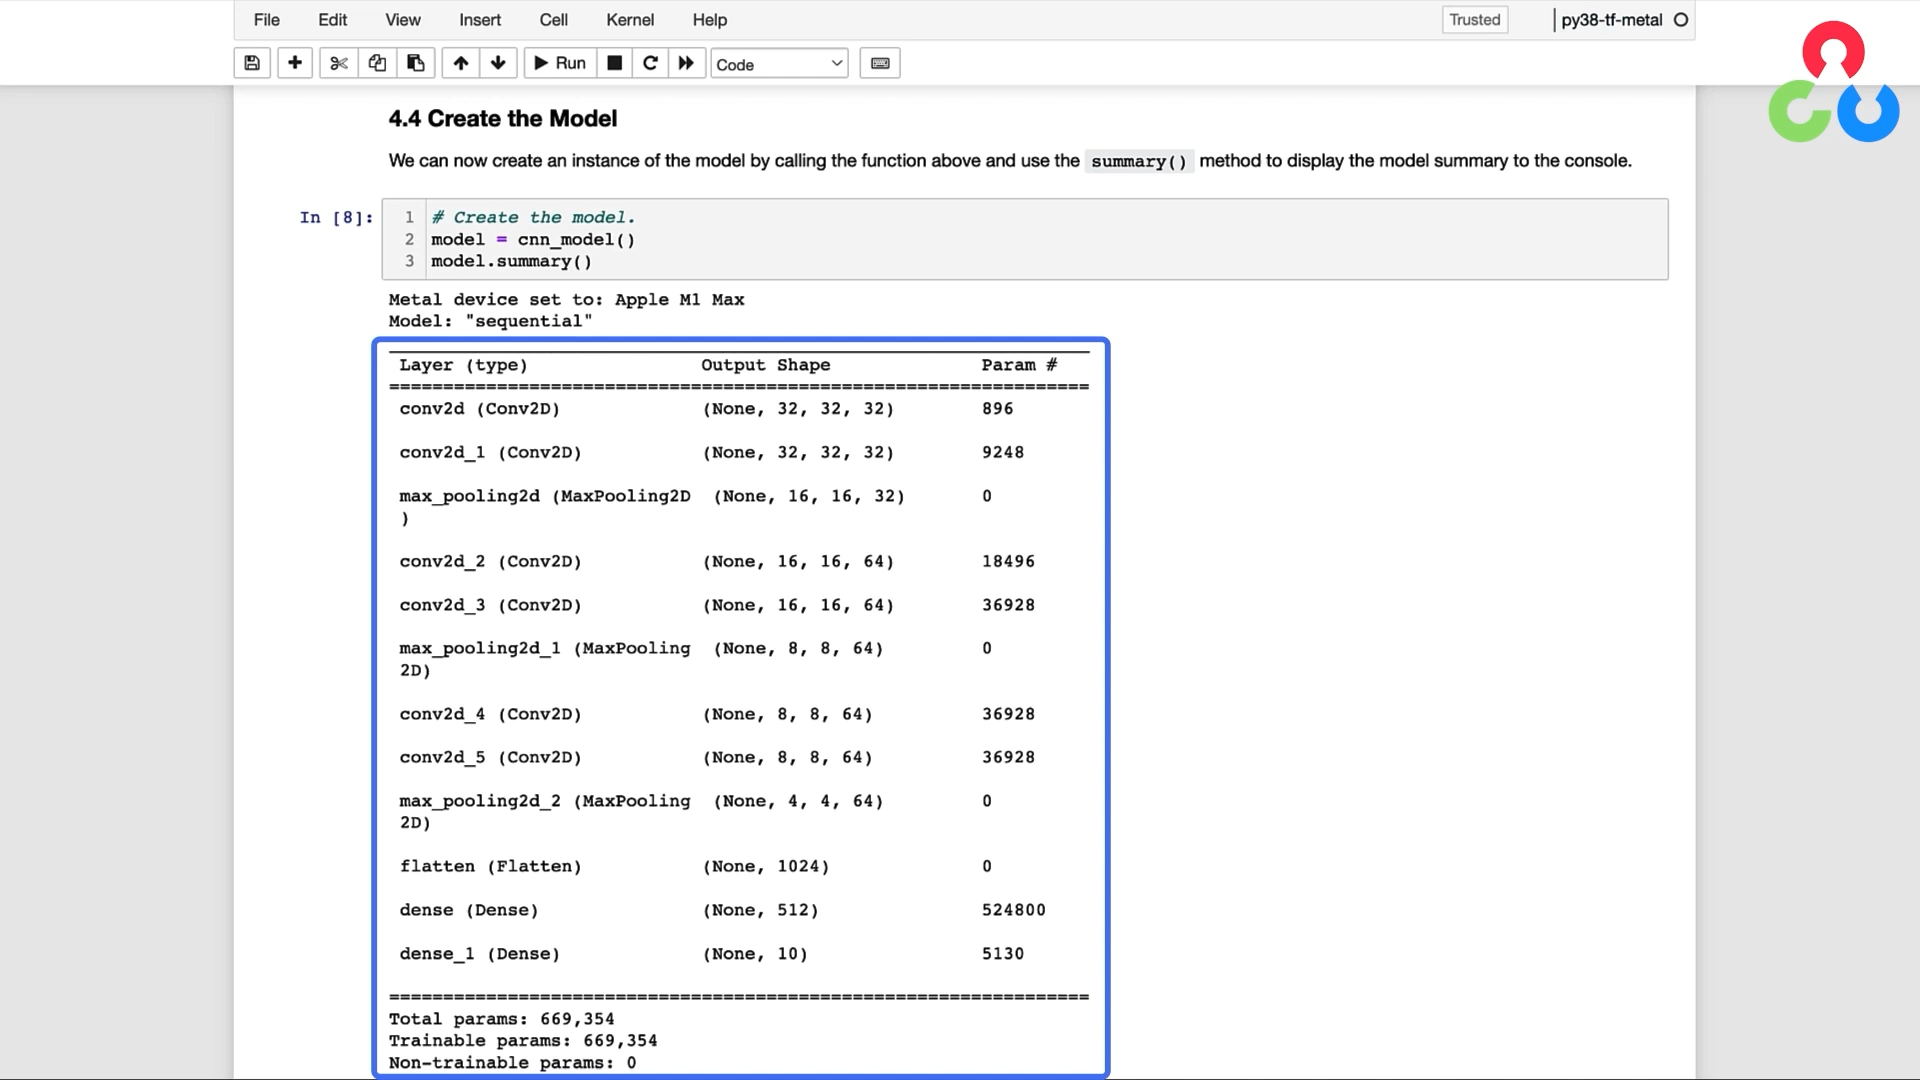 File Edit View Insert Cell Kernel Help Trusted py38-tf-metal
Run Code
4.4 Create the Model
We can now create an instance of the model by calling the function above and use the summary() method to display the model summary to the console.
In [8]:
1 # Create the model.
2 model = cnn_model()
3 model.summary()
Metal device set to: Apple M1 Max
Model: "sequential"
Layer (type) Output Shape Param #
=================================================================
conv2d (Conv2D) (None, 32, 32, 32) 896
conv2d_1 (Conv2D) (None, 32, 32, 32) 9248
max_pooling2d (MaxPooling2D (None, 16, 16, 32) 0
)
conv2d_2 (Conv2D) (None, 16, 16, 64) 18496
conv2d_3 (Conv2D) (None, 16, 16, 64) 36928
max_pooling2d_1 (MaxPooling (None, 8, 8, 64) 0
2D)
conv2d_4 (Conv2D) (None, 8, 8, 64) 36928
conv2d_5 (Conv2D) (None, 8, 8, 64) 36928
max_pooling2d_2 (MaxPooling (None, 4, 4, 64) 0
2D)
flatten (Flatten) (None, 1024) 0
dense (Dense) (None, 512) 524800
dense_1 (Dense) (None, 10) 5130
=================================================================
Total params: 669,354
Trainable params: 669,354
Non-trainable params: 0